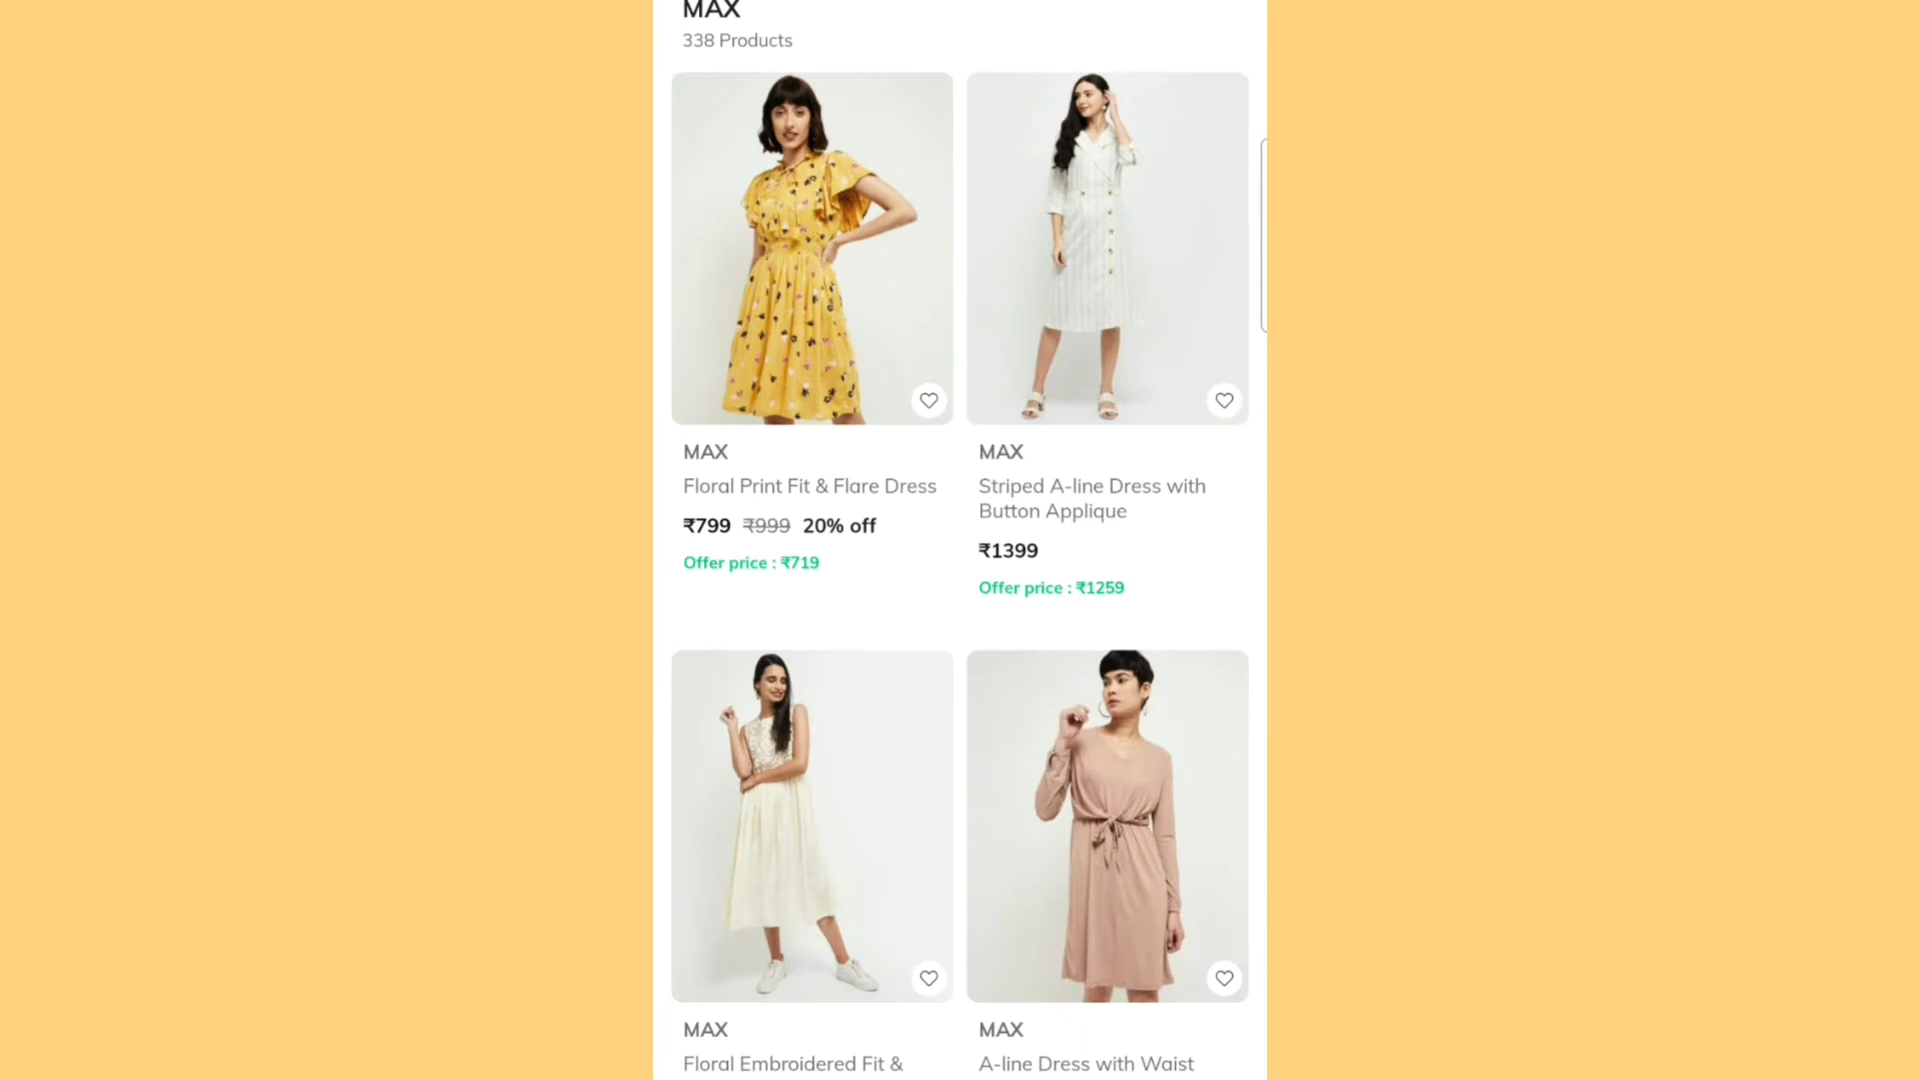 MAX
338 Products
MAX
Floral Print Fit & Flare Dress
₹799 ₹999 20% off
Offer price : ₹719
MAX
Striped A-line Dress with
Button Applique
₹1399
Offer price : ₹1259
MAX
Floral Embroidered Fit &
MAX
A-line Dress with Waist